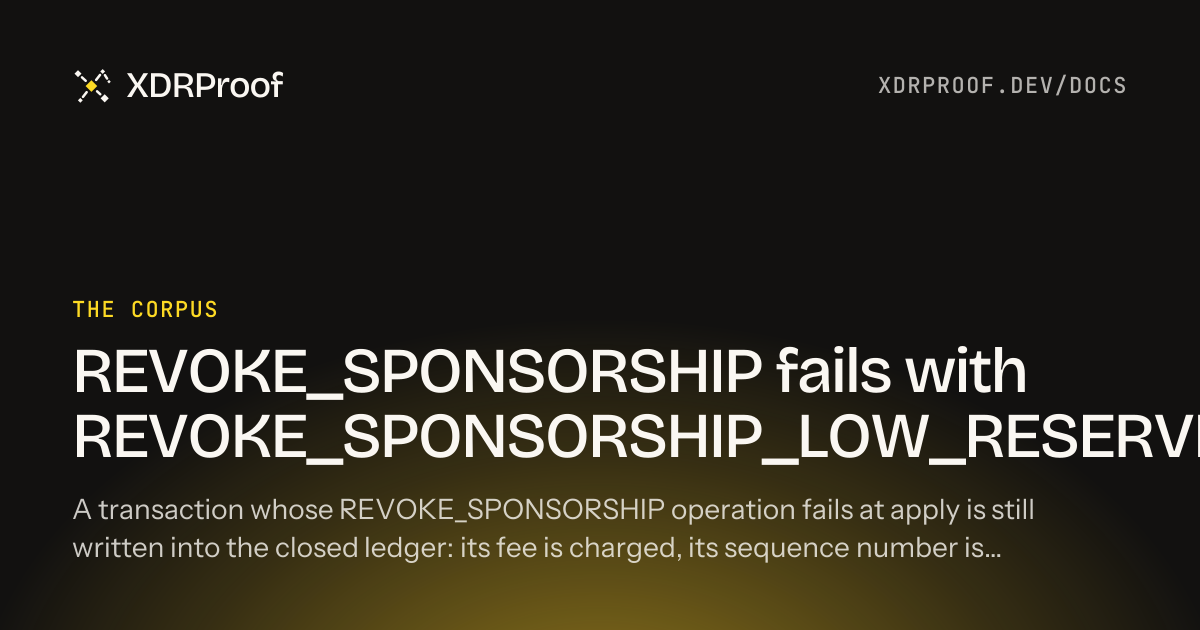 XDRProof
XDRPROOF.DEV/DOCS
THE CORPUS
REVOKE_SPONSORSHIP fails with
REVOKE_SPONSORSHIP_LOW_RESERV
A transaction whose REVOKE_SPONSORSHIP operation fails at apply is still
written into the closed ledger: its fee is charged, its sequence number is…